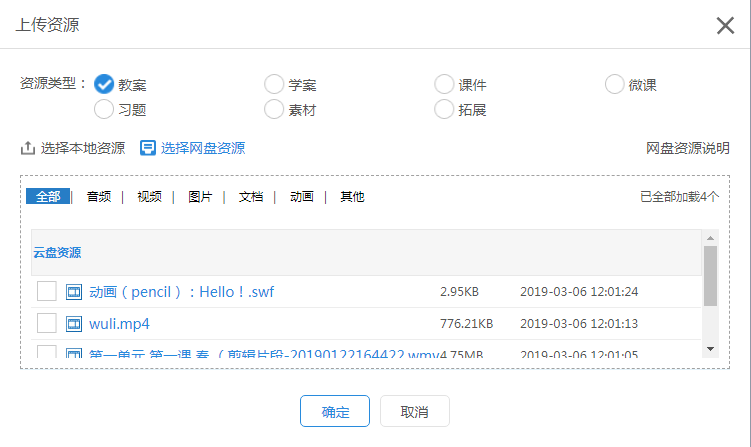 上传资源
资源类型： 教案 学案 课件 微课
习题 素材 拓展
选择本地资源 选择网盘资源 网盘资源说明
全部 | 音频 | 视频 | 图片 | 文档 | 动画 | 其他 已全部加载4个
云盘资源
动画（pencil）：Hello！.swf 2.95KB 2019-03-06 12:01:24
wuli.mp4 776.21KB 2019-03-06 12:01:13
第一单元 第一课 春（剪辑片段-20190122164422.wmv 4.75MB 2019-03-06 12:01:05
确定 取消